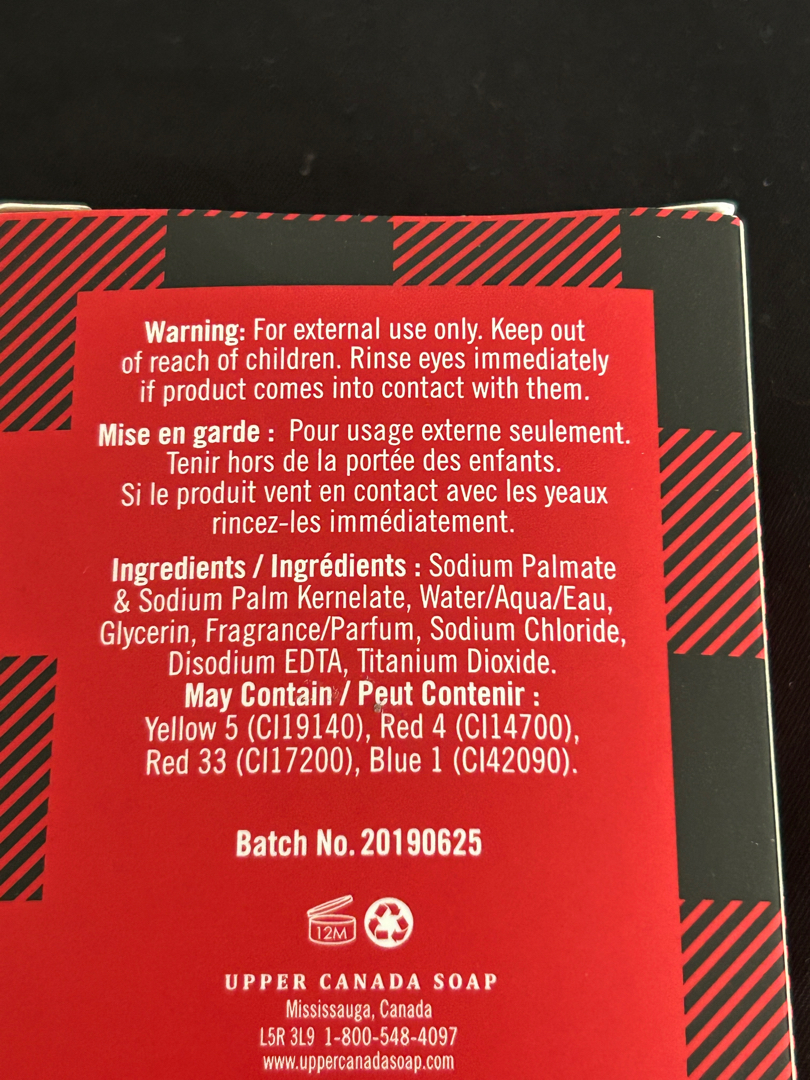 Warning: For external use only. Keep out
of reach of children. Rinse eyes immediately
if product comes into contact with them.
Mise en garde : Pour usage externe seulement.
Tenir hors de la portée des enfants.
Si le produit vent en contact avec les yeaux
rincez-les immédiatement.
Ingredients / Ingrédients : Sodium Palmate
& Sodium Palm Kernelate, Water/Aqua/Eau,
Glycerin, Fragrance/Parfum, Sodium Chloride,
Disodium EDTA, Titanium Dioxide.
May Contain / Peut Contenir :
Yellow 5 (CI19140), Red 4 (CI14700),
Red 33 (CI17200), Blue 1 (CI42090).
Batch No. 20190625
12M
UPPER CANADA SOAP
Mississauga, Canada
L5R 3L9 1-800-548-4097
www.uppercanadasoap.com